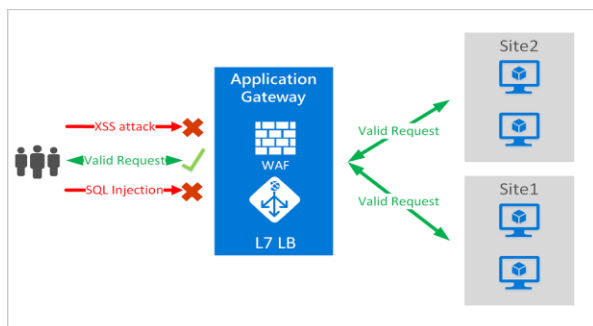 XSS attack
Valid Request
SQL Injection
Application
Gateway
WAF
L7 LB
Valid Request
Valid Request
Site2
Site1